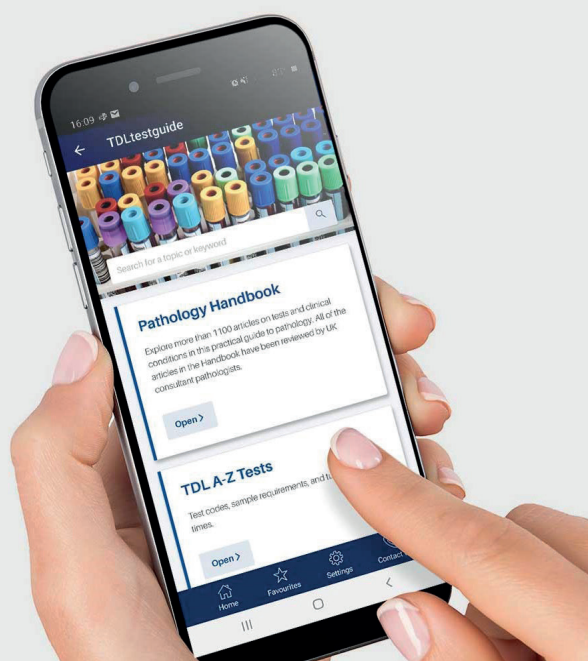 16:09
TDLtestguide
Search for a topic or keyword
Pathology Handbook
Explore more than 1100 articles on tests and clinical
conditions in this practical guide to pathology. All of the
articles in the Handbook have been reviewed by UK
consultant pathologists.
Open >
TDL A-Z Tests
Test codes, sample requirements, and
times.
Open >
Home
Favourites
Settings
Contact